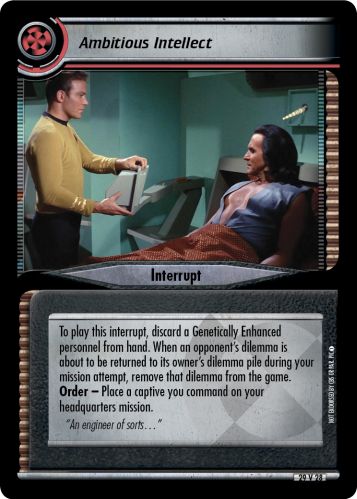 Ambitious Intellect
Interrupt
To play this interrupt, discard a Genetically Enhanced
personnel from hand. When an opponent's dilemma is
about to be returned to its owner's dilemma pile during your
mission attempt, remove that dilemma from the game.
Order – Place a captive you command on your
headquarters mission.
"An engineer of sorts…"
NOT ENDORSED BY CBS OR PAR. PIC.
29 V 28